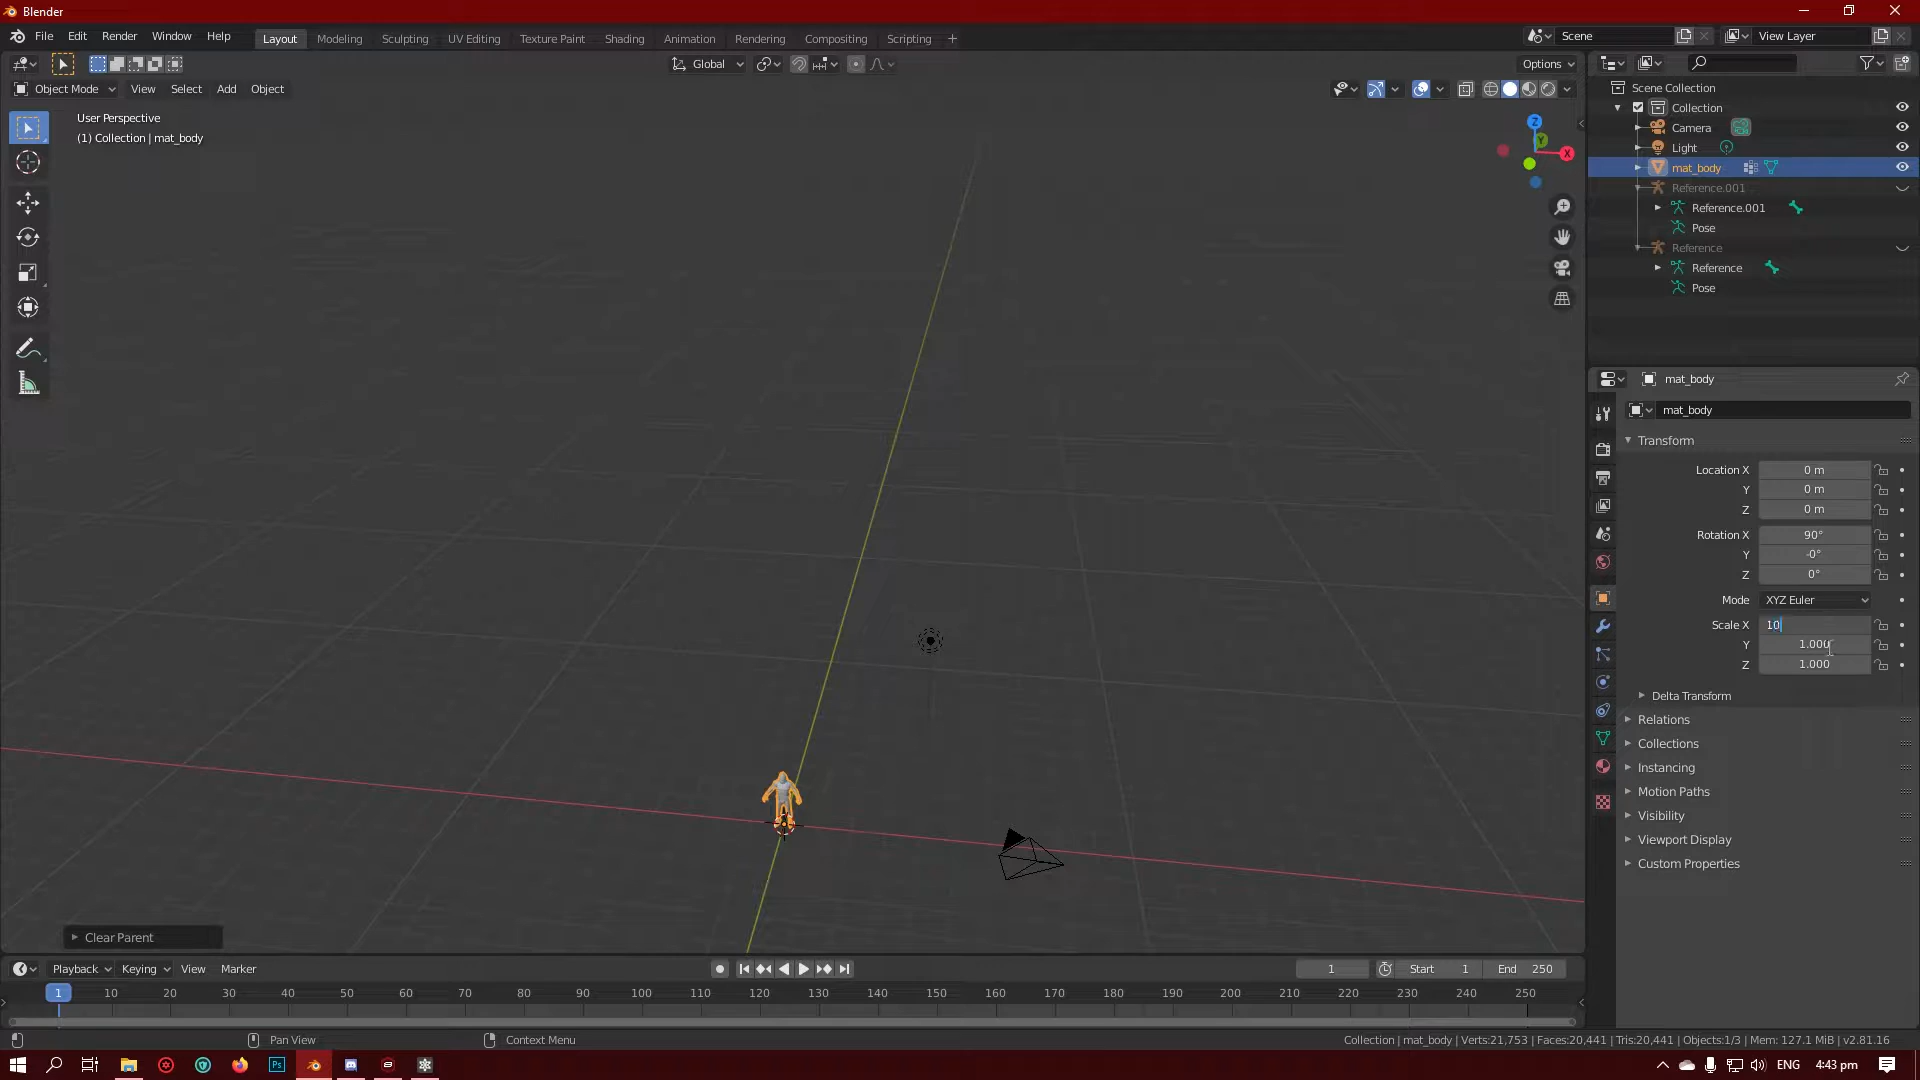 Blender
File Edit Render Window Help Layout Modeling Sculpting UV Editing Texture Paint Shading Animation Rendering Compositing Scripting + Scene View Layer
Global Options
Object Mode View Select Add Object
User Perspective
(1) Collection | mat_body
Z
Y
X
Scene Collection
Collection
Camera
Light
mat_body
Reference.001
Reference.001
Pose
Reference
Reference
Pose
mat_body
mat_body
Transform
Location X 0 m
Y 0 m
Z 0 m
Rotation X 90°
Y -0°
Z 0°
Mode XYZ Euler
Scale X 10
Y 1.000
Z 1.000
Delta Transform
Relations
Collections
Instancing
Motion Paths
Visibility
Viewport Display
Custom Properties
Clear Parent
Playback Keying View Marker 1 Start 1 End 250
1 10 20 30 40 50 60 70 80 90 100 110 120 130 140 150 160 170 180 190 200 210 220 230 240 250
Pan View Context Menu Collection | mat_body | Verts:21,753 | Faces:20,441 | Tris:20,441 | Objects:1/3 | Mem: 127.1 MiB | v2.81.16
Ps ENG 4:43 pm